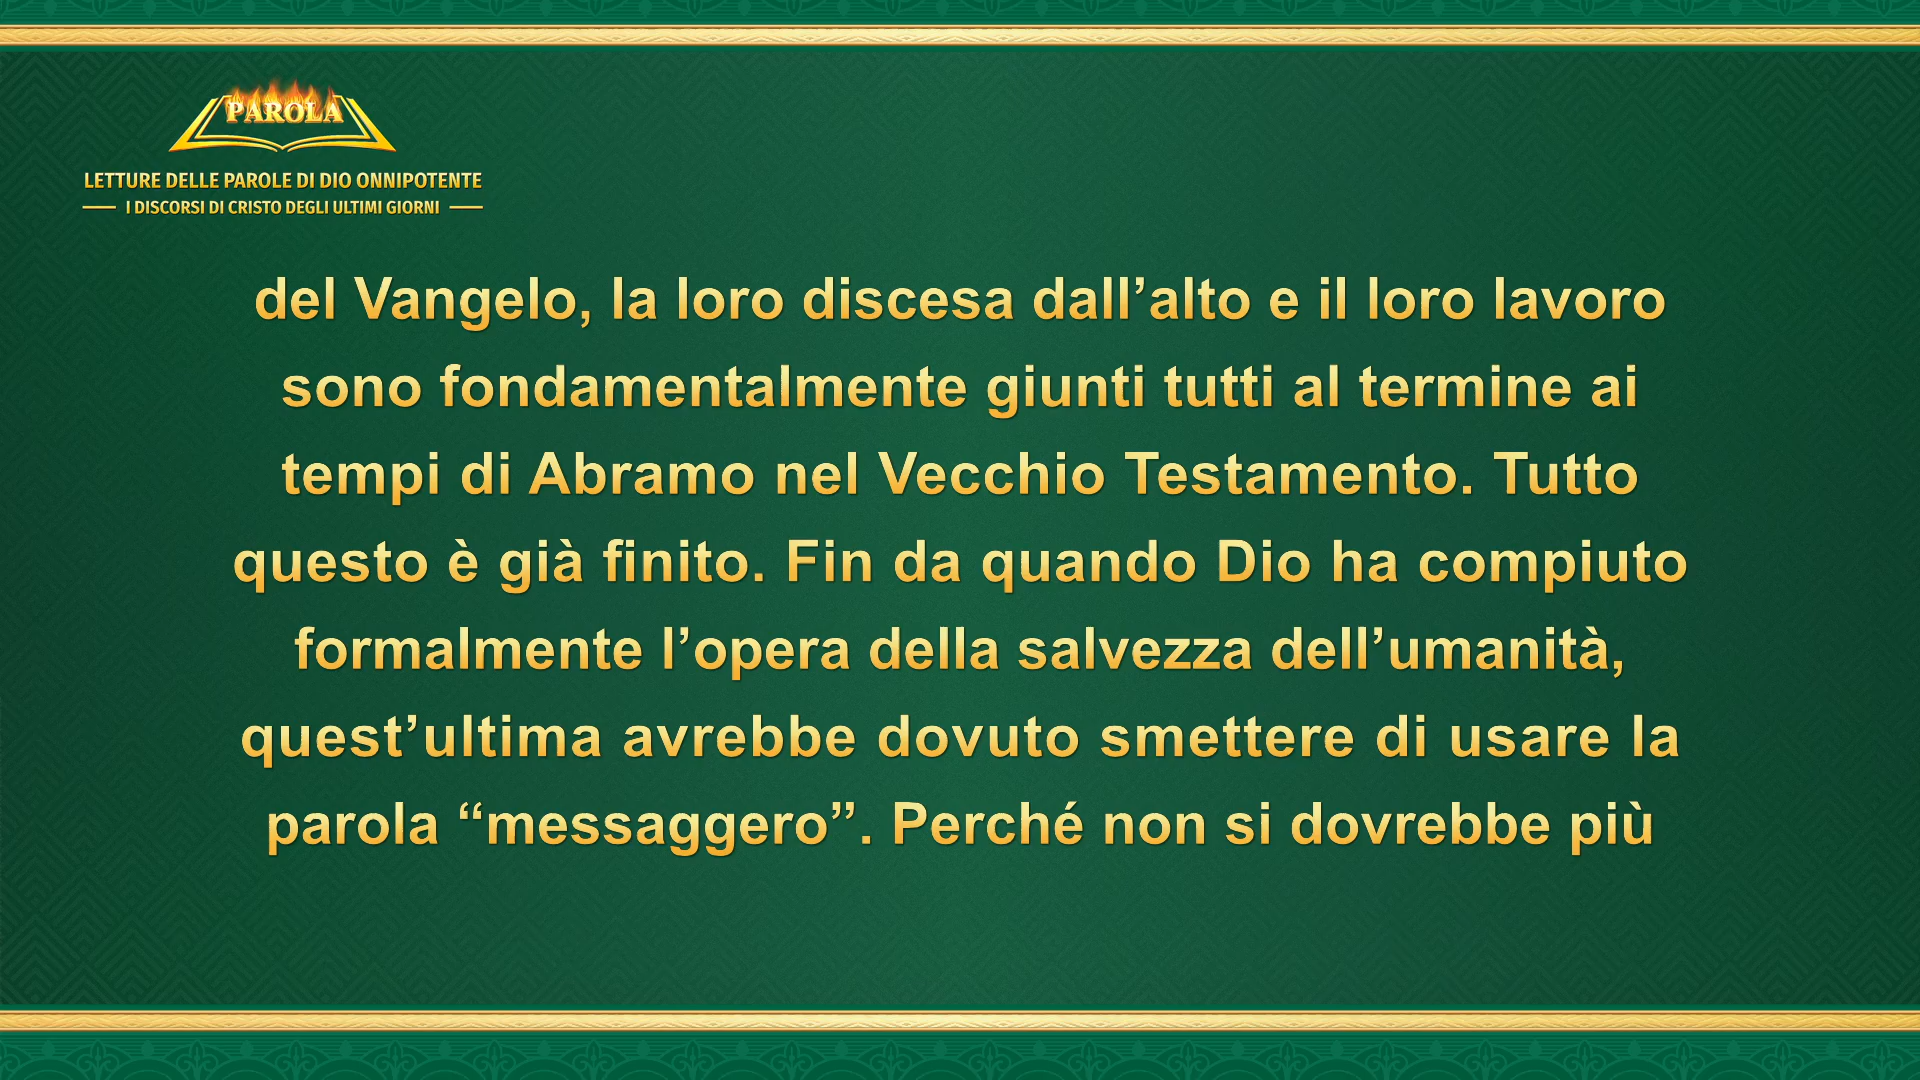 PAROLA
LETTURE DELLE PAROLE DI DIO ONNIPOTENTE
I DISCORSI DI CRISTO DEGLI ULTIMI GIORNI
del Vangelo, la loro discesa dall’alto e il loro lavoro
sono fondamentalmente giunti tutti al termine ai
tempi di Abramo nel Vecchio Testamento. Tutto
questo è già finito. Fin da quando Dio ha compiuto
formalmente l’opera della salvezza dell’umanità,
quest’ultima avrebbe dovuto smettere di usare la
parola “messaggero”. Perché non si dovrebbe più